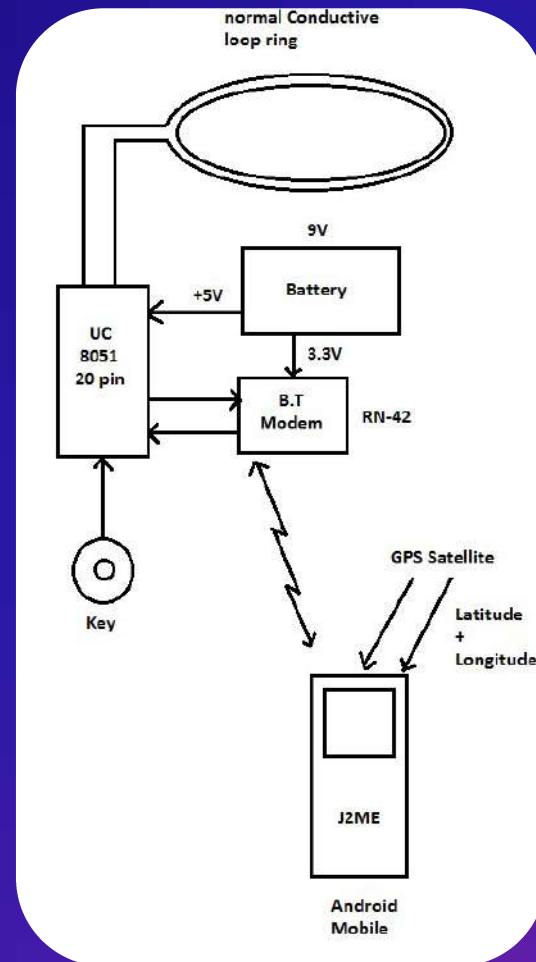 normal Conductive
loop ring
9V
Battery
+5V
UC
8051
20 pin
3.3V
B.T
Modem
RN-42
Key
GPS Satellite
Latitude
+
Longitude
J2ME
Android
Mobile